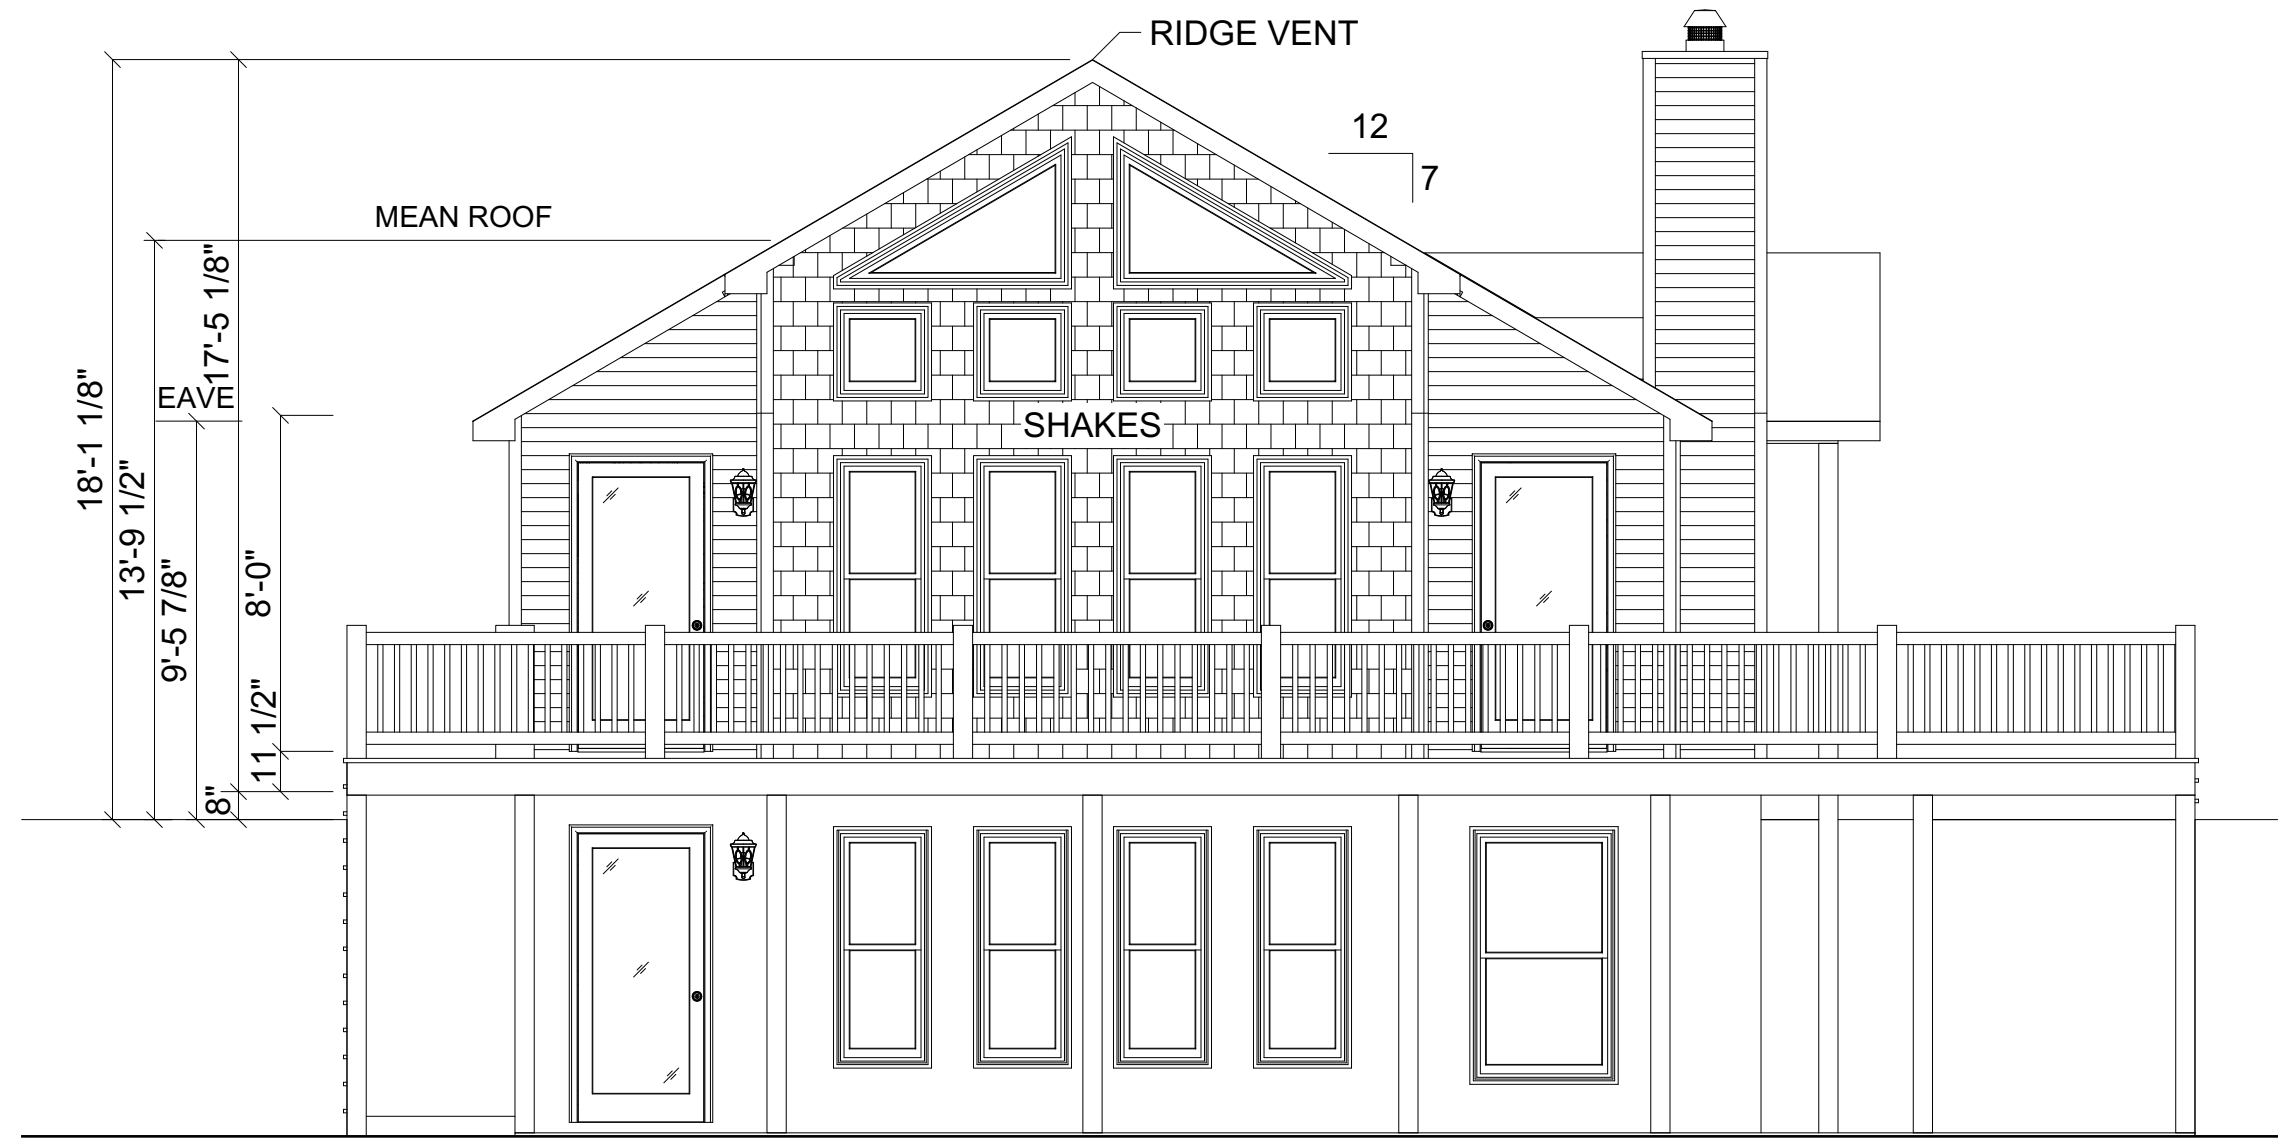 RIDGE VENT
12
7
MEAN ROOF
17'-5 1/8"
EAVE
18'-1 1/8"
13'-9 1/2"
9'-5 7/8"
8'-0"
SHAKES
11 1/2"
8"